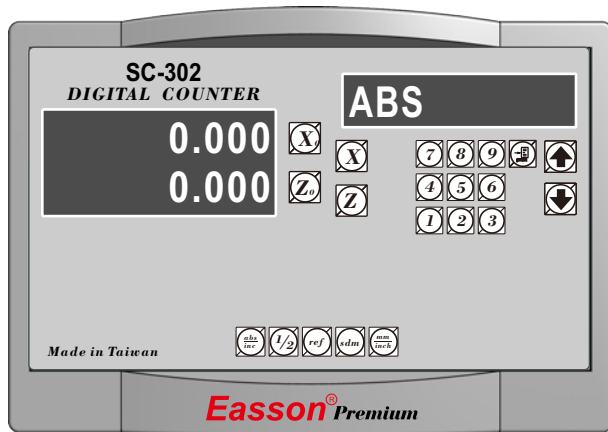 SC-302
DIGITAL COUNTER
ABS
0.000 X₀ X
0.000 Z₀ Z
7 8 9
4 5 6
1 2 3
abs/inc 1/2 ref sdm mm/inch
Made in Taiwan
Easson® Premium